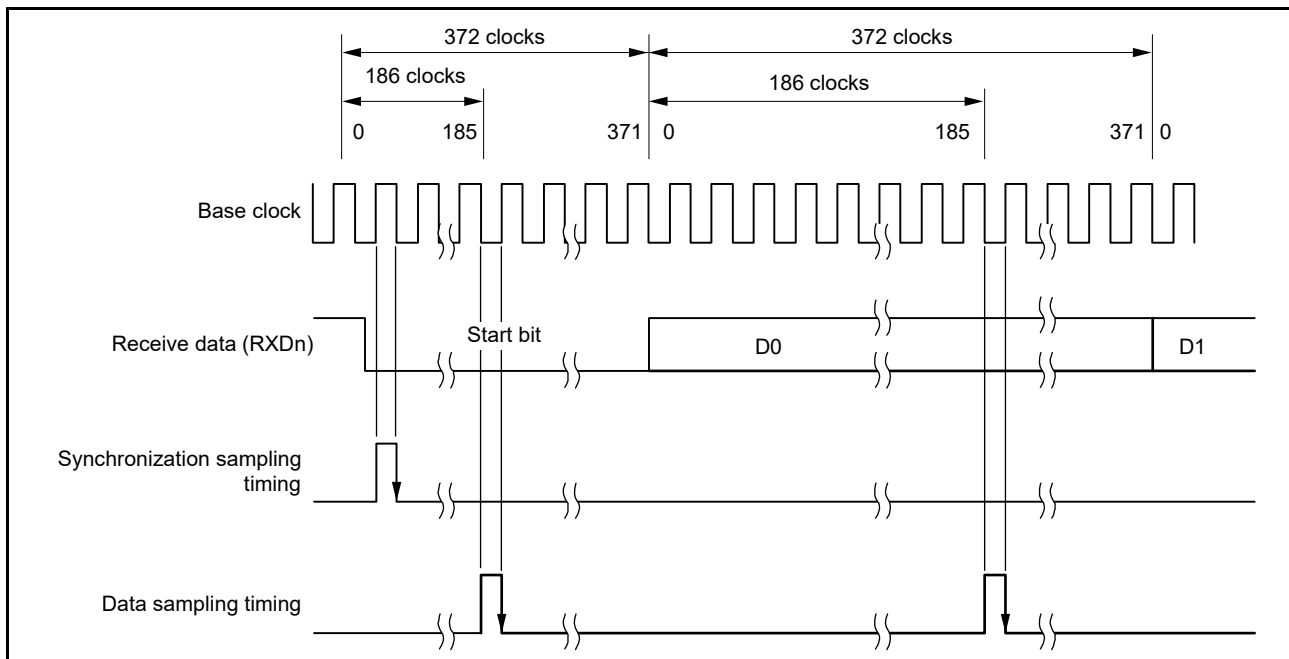 372 clocks 372 clocks
186 clocks 186 clocks
0 185 371 0 185 371 0
Base clock
Start bit
Receive data (RXDn) D0 D1
Synchronization sampling
timing
Data sampling timing